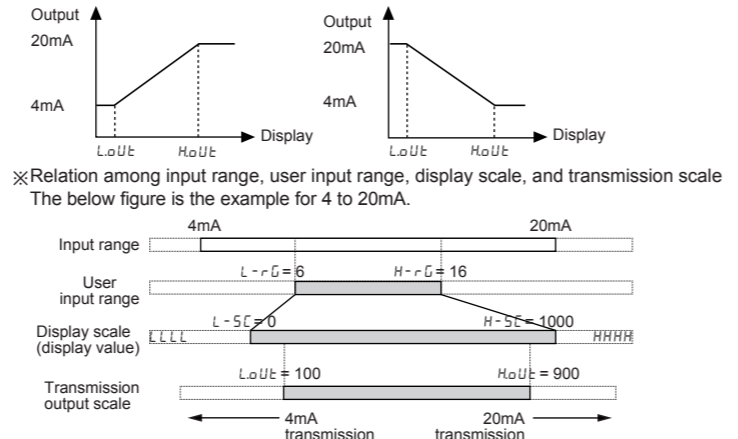 Output
20mA
4mA
Display
L.oUt
H.oUt
Output
20mA
4mA
Display
L.oUt
H.oUt
※Relation among input range, user input range, display scale, and transmission scale
The below figure is the example for 4 to 20mA.
4mA
20mA
Input range
User
input range
L-rG= 6
H-rG= 16
Display scale
(display value)
LLLL
L-SC= 0
H-SC= 1000
HHHH
Transmission
output scale
L.oUt = 100
H.oUt = 900
4mA
transmission
20mA
transmission